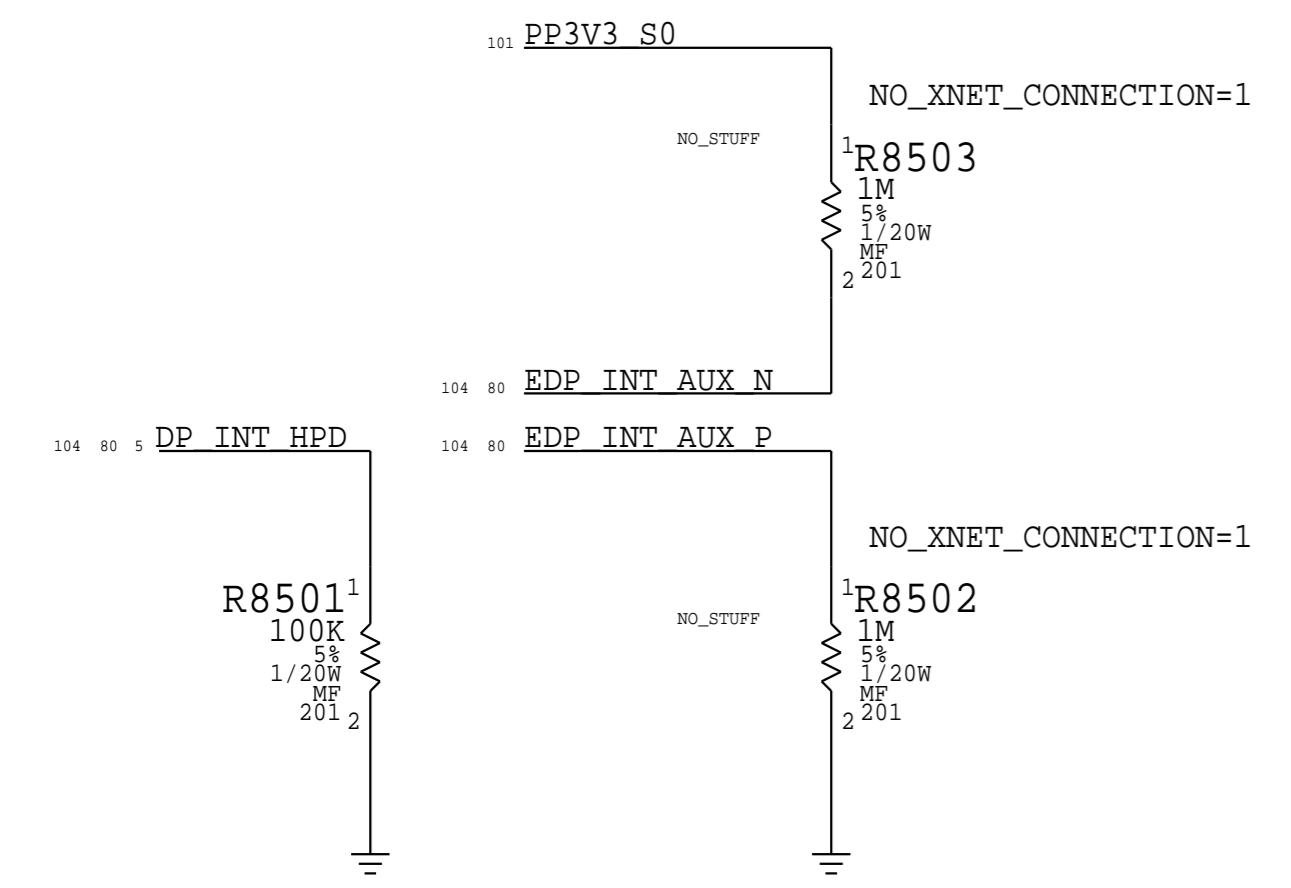 101 PP3V3_S0
NO_XNET_CONNECTION=1
NO_STUFF
1
R8503
1M
5%
1/20W
MF
201
2
104 80 EDP_INT_AUX_N
104 80 5 DP_INT_HPD
104 80 EDP_INT_AUX_P
NO_XNET_CONNECTION=1
R8501
1
100K
5%
1/20W
MF
201
2
NO_STUFF
1
R8502
1M
5%
1/20W
MF
201
2